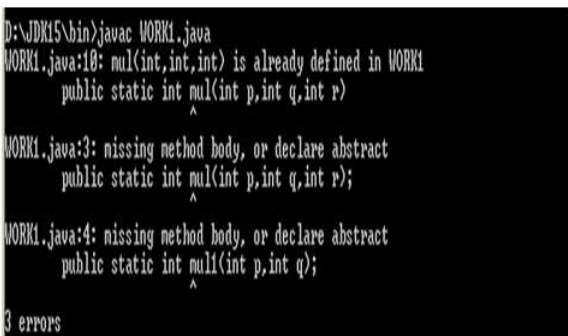 D:\JDK15\bin>javac WORK1.java
WORK1.java:10: mul(int,int,int) is already defined in WORK1
public static int mul(int p,int q,int r)
^
WORK1.java:3: missing method body, or declare abstract
public static int mul(int p,int q,int r);
^
WORK1.java:4: missing method body, or declare abstract
public static int mul1(int p,int q);
^
3 errors